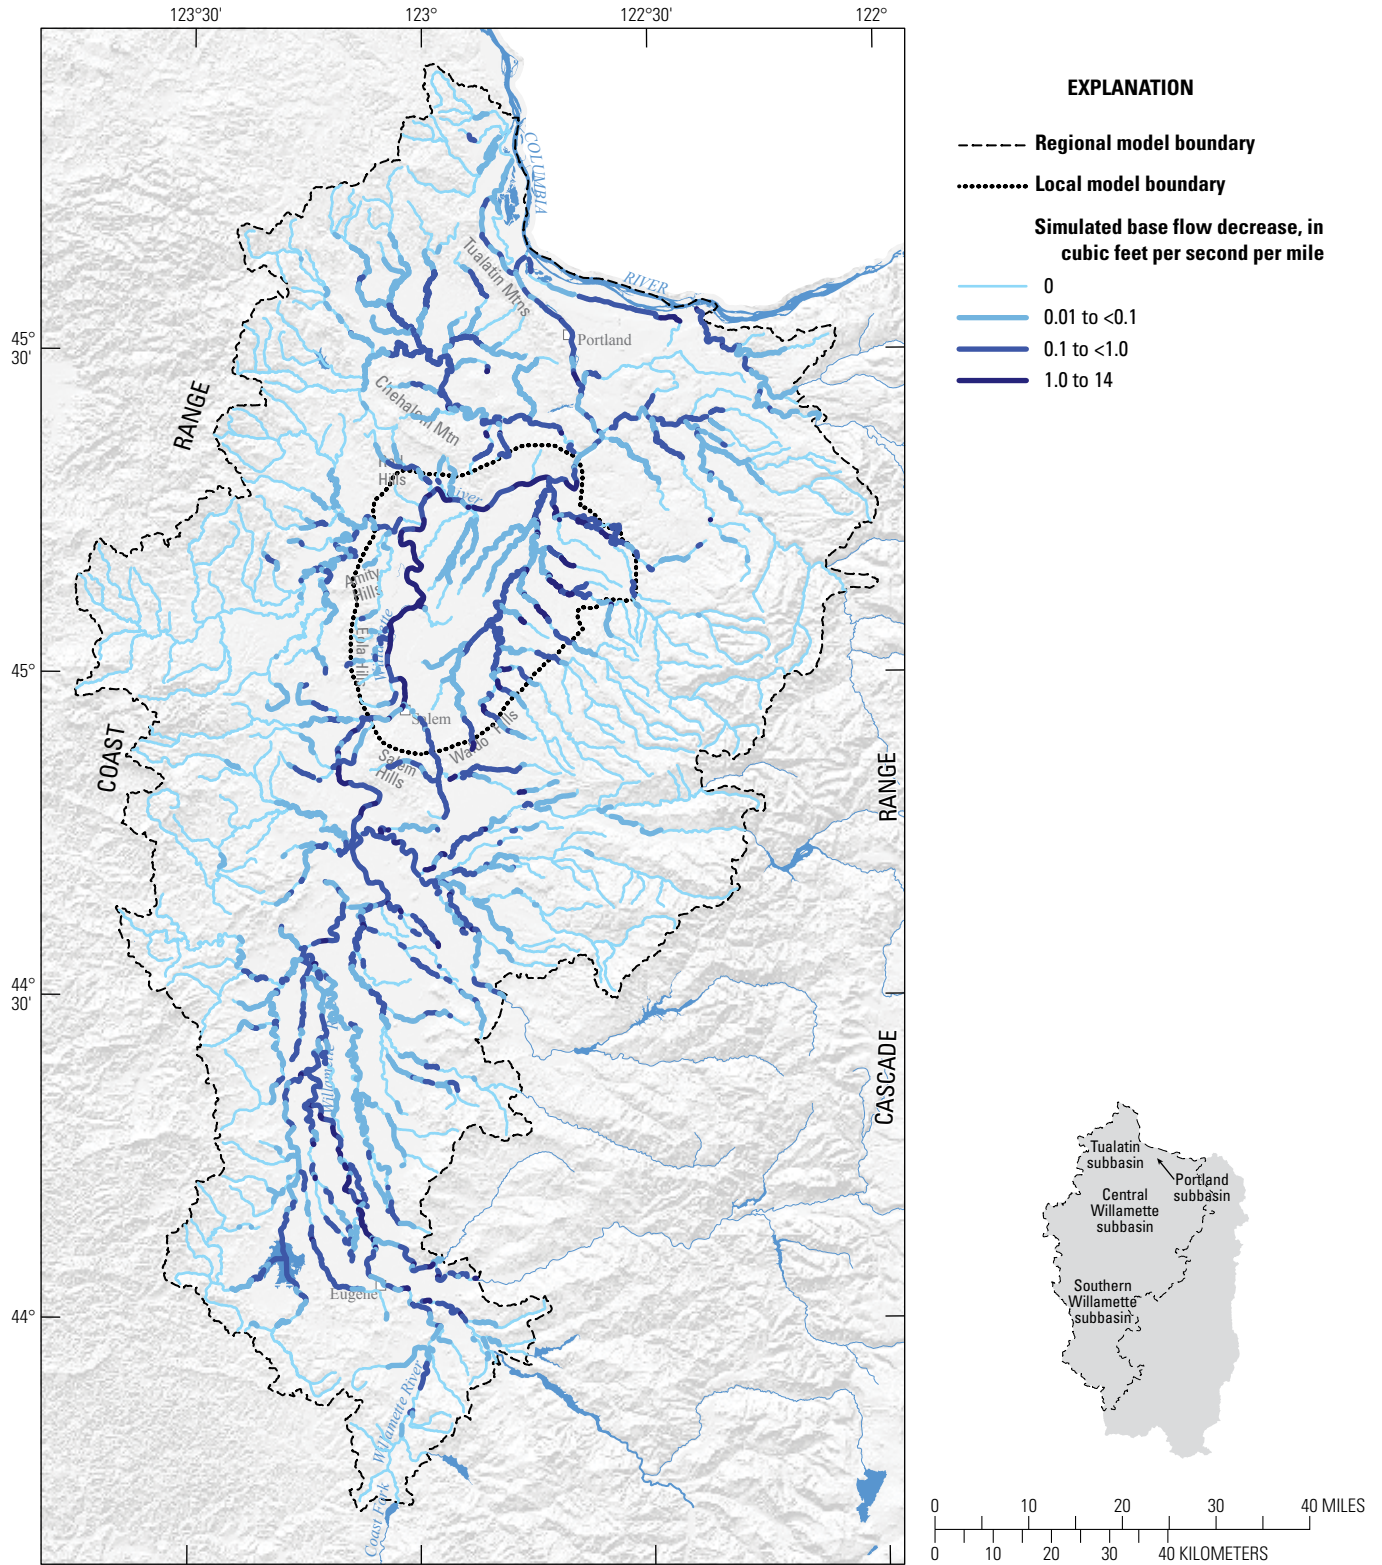 123°30' 123° 122°30' 122°
COLUMBIA
Tualatin Mtns
RIVER
45°
30'
Portland
RANGE
Chehalem Mtn
Hills
River
Amity
Hills
Eola Hills
45°
Salem
Waldo Hills
Salem
Hills
COAST
RANGE
44°
30'
Willamette
CASCADE
Eugene
44°
Coast Fork Willamette River
EXPLANATION
Regional model boundary
Local model boundary
Simulated base flow decrease, in
cubic feet per second per mile
0
0.01 to <0.1
0.1 to <1.0
1.0 to 14
Tualatin
subbasin
Portland
subbasin
Central
Willamette
subbasin
Southern
Willamette
subbasin
0 10 20 30 40 MILES
0 10 20 30 40 KILOMETERS